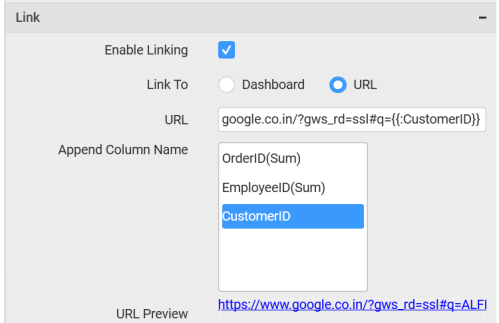 Link
Enable Linking
Link To Dashboard URL
URL google.co.in/?gws_rd=ssl#q={{:CustomerID}}
Append Column Name
OrderID(Sum)
EmployeeID(Sum)
CustomerID
URL Preview https://www.google.co.in/?gws_rd=ssl#q=ALFI